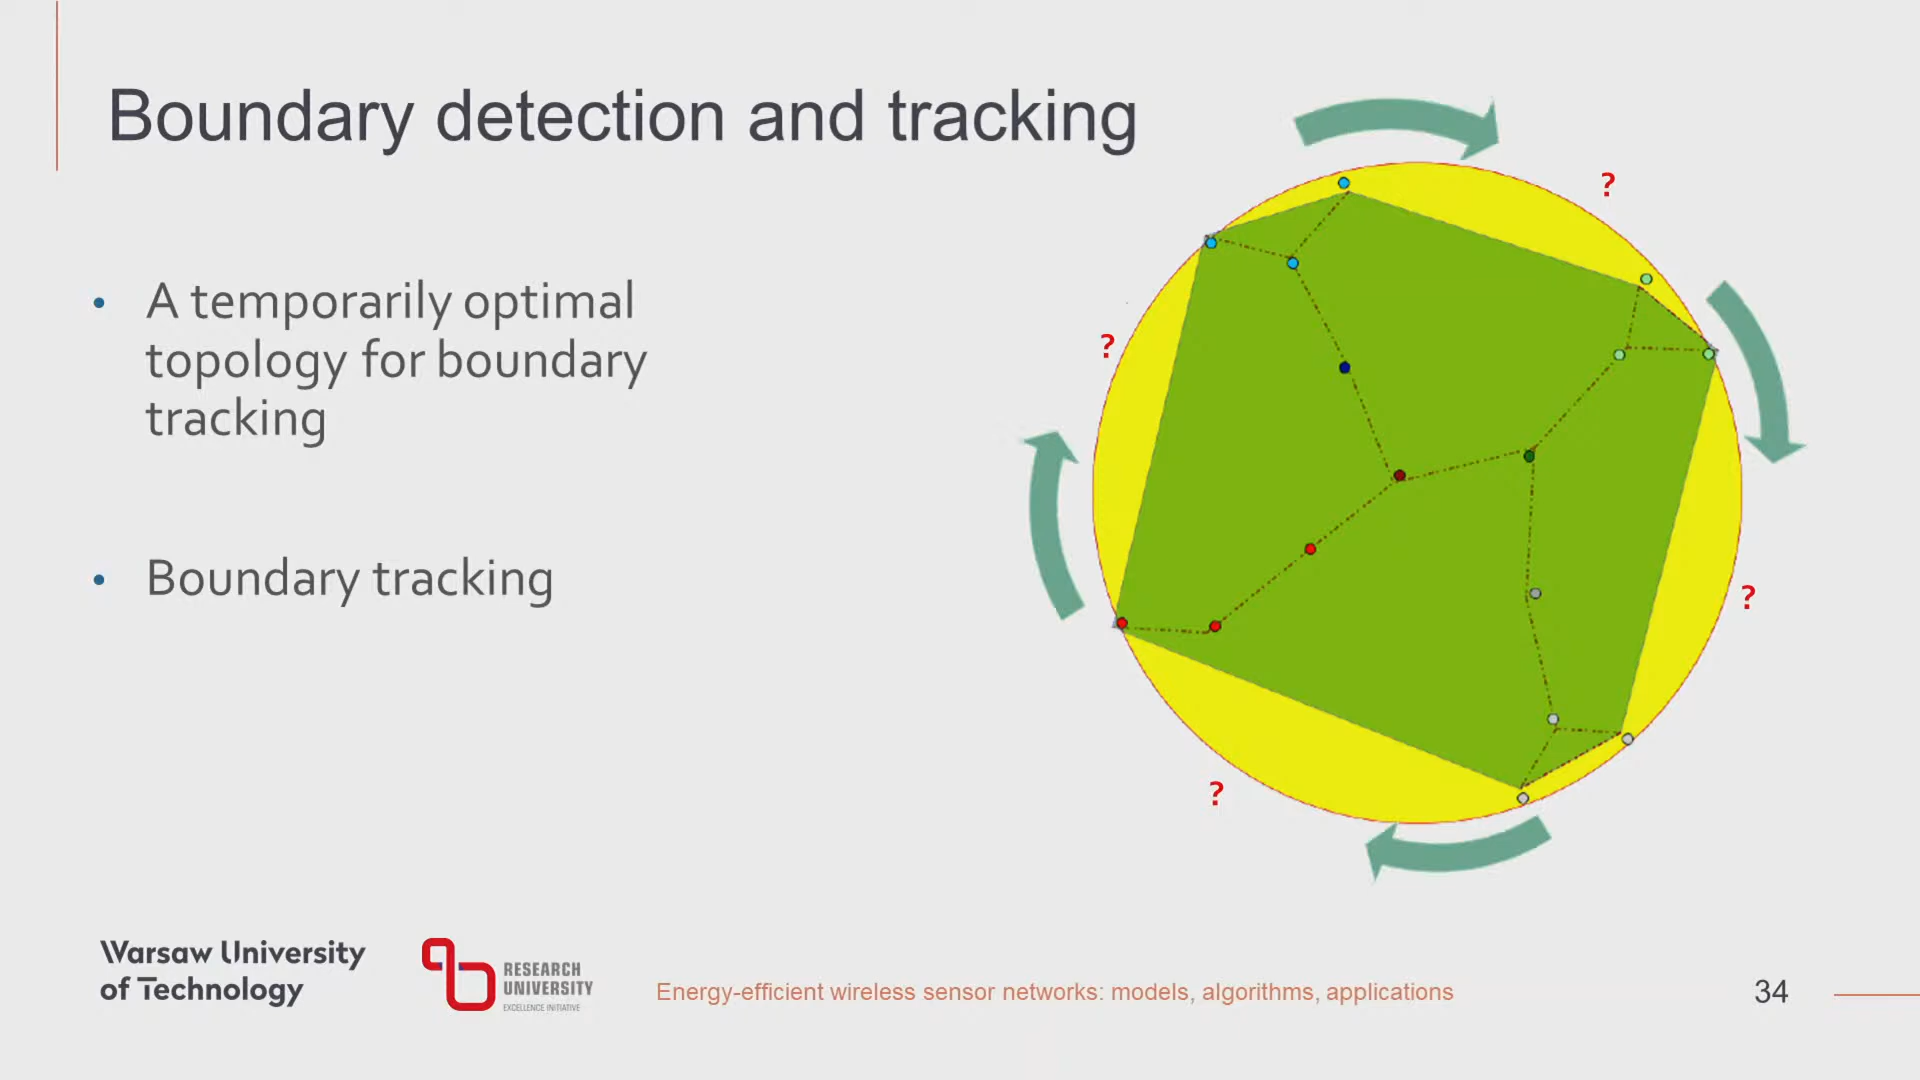 Boundary detection and tracking
• A temporarily optimal
topology for boundary
tracking
• Boundary tracking
?
?
?
?
Warsaw University
of Technology
RESEARCH
UNIVERSITY
EXCELLENCE INITIATIVE
Energy-efficient wireless sensor networks: models, algorithms, applications
34